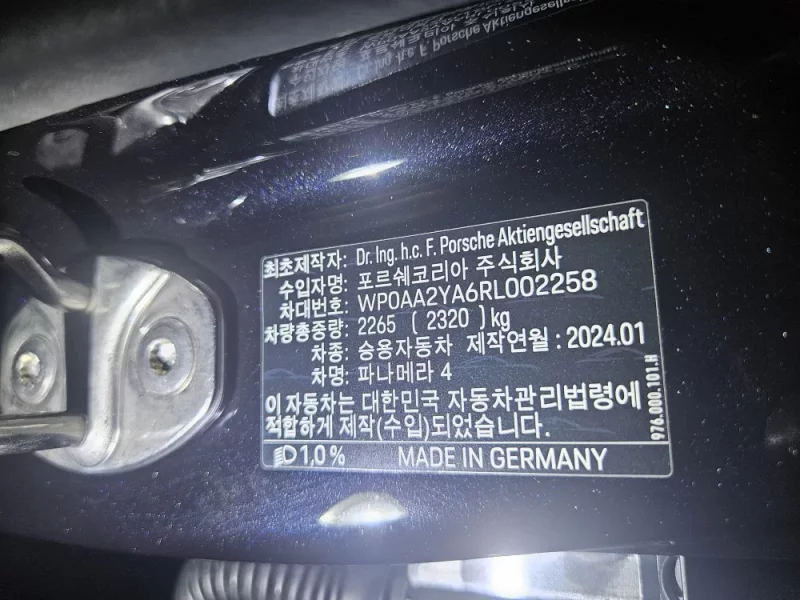 최초제작자: Dr. Ing. h.c. F. Porsche Aktiengesellschaft
수입자명: 포르쉐코리아 주식회사
차대번호: WP0AA2YA6RL002258
차량총중량: 2265 ( 2320 )kg
차종: 승용자동차 제작연월 : 2024.01
차명: 파나메라 4
이 자동차는 대한민국 자동차관리법령에
적합하게 제작(수입)되었습니다.
1,0 % MADE IN GERMANY
976.000.101.H